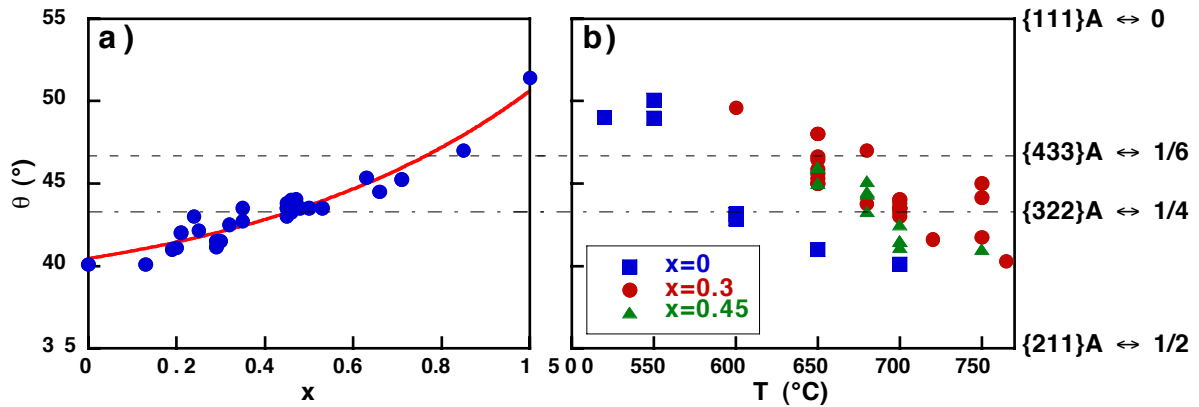 55
50
45
40
3 5
θ (°)
a)
0
0.2
0.4
0.6
0.8
1
x
b)
x=0
x=0.3
x=0.45
5 0 0
550
600
650
700
750
T (°C)
{111}A ↔ 0
{433}A ↔ 1/6
{322}A ↔ 1/4
{211}A ↔ 1/2